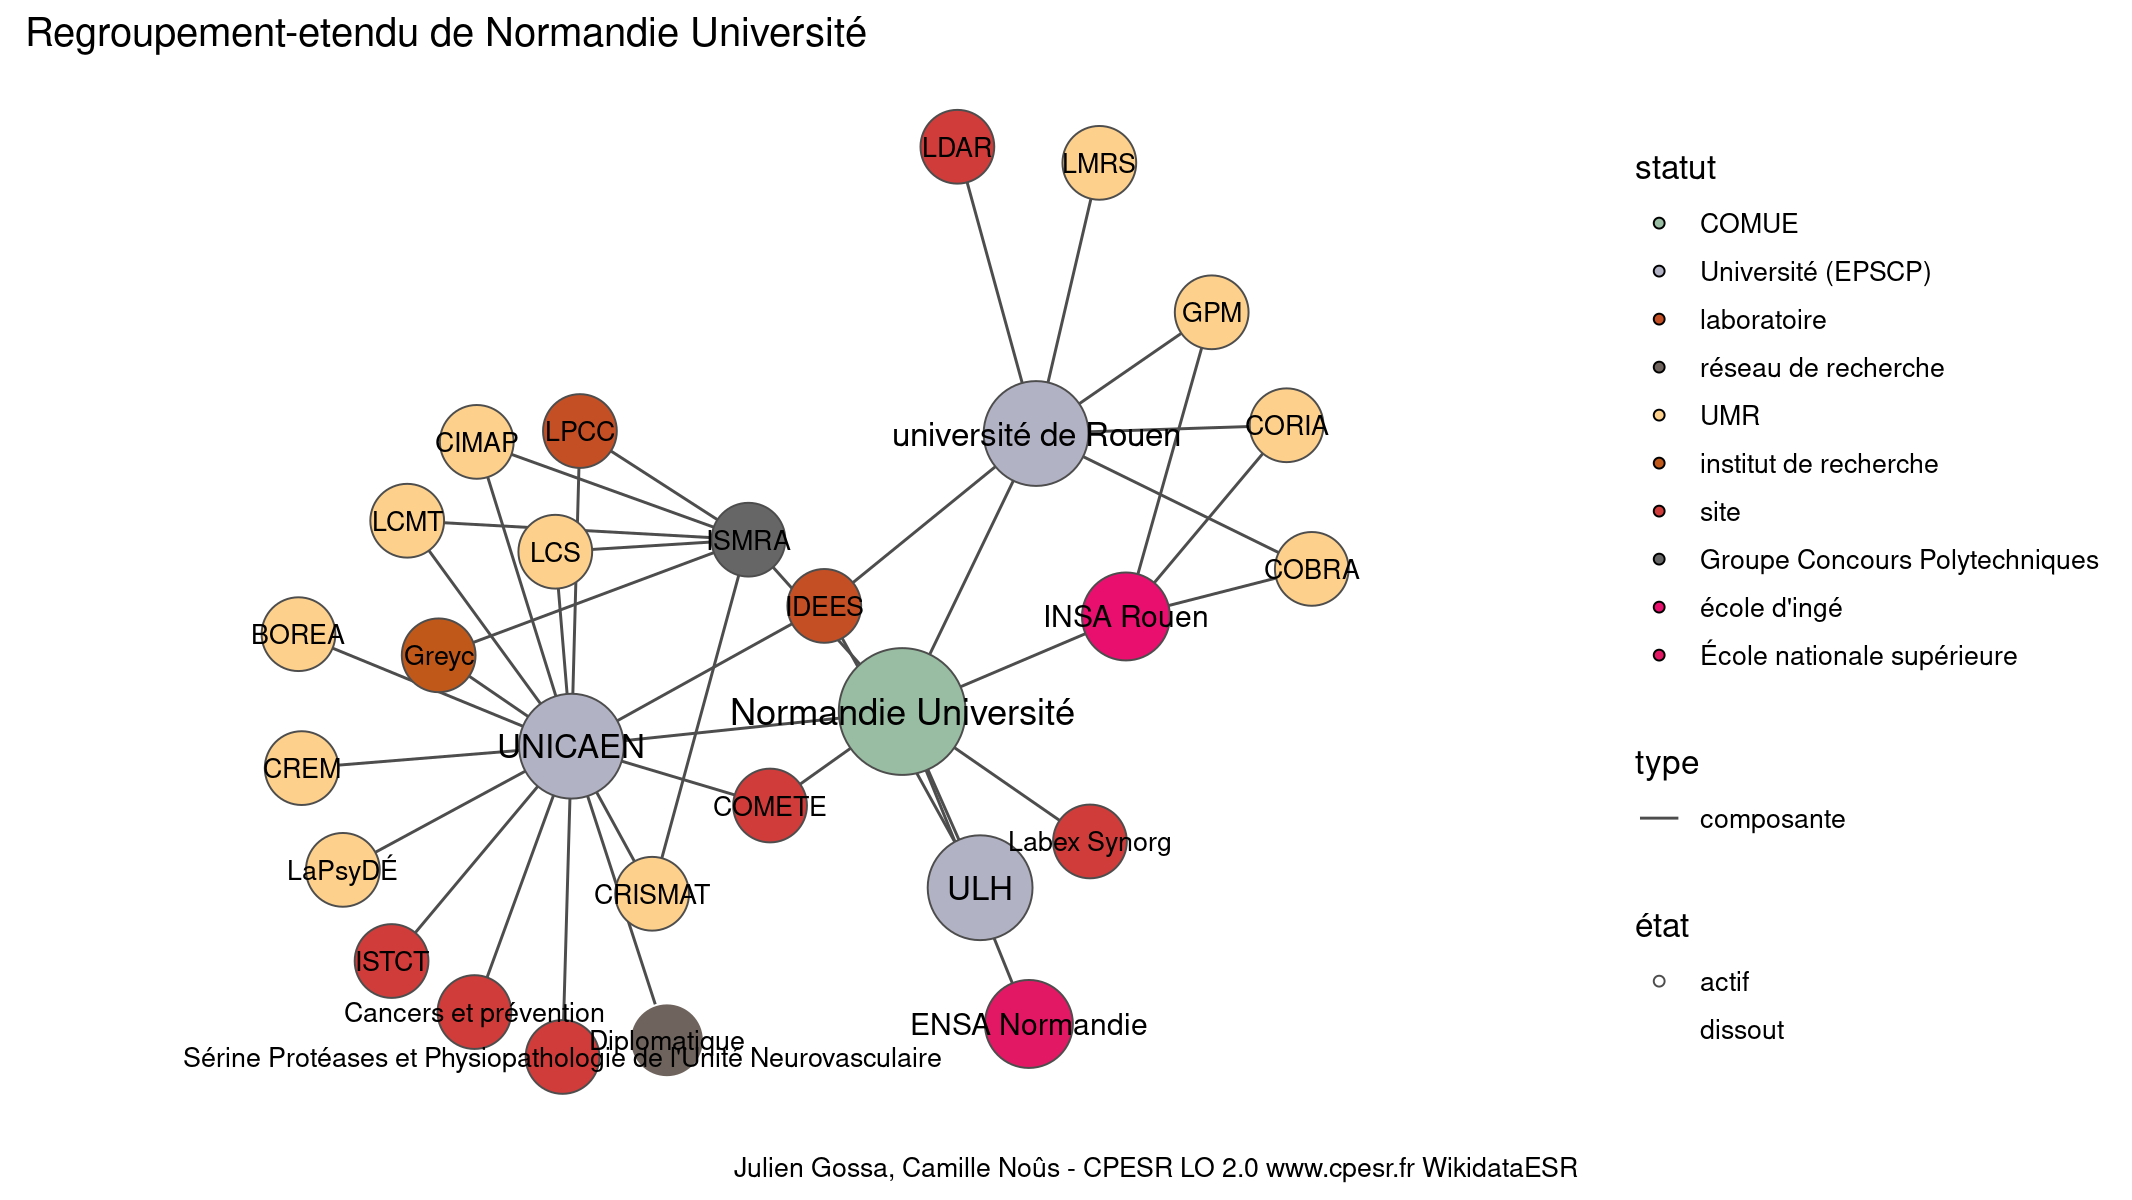 Regroupement-etendu de Normandie Université
LDAR
LMRS
GPM
CORIA
université de Rouen
CIMAP
LPCC
LCMT
LCS
ISMRA
COBRA
IDEES
INSA Rouen
BOREA
Greyc
Normandie Université
UNICAEN
CREM
COMETE
Labex Synorg
LaPsyDÉ
ULH
CRISMAT
ISTCT
Cancers et prévention
ENSA Normandie
Diplomatique
Sérine Protéases et Physiopathologie de l'Unité Neurovasculaire
statut
COMUE
Université (EPSCP)
laboratoire
réseau de recherche
UMR
institut de recherche
site
Groupe Concours Polytechniques
école d'ingé
École nationale supérieure
type
composante
état
actif
dissout
Julien Gossa, Camille Noûs - CPESR LO 2.0 www.cpesr.fr WikidataESR